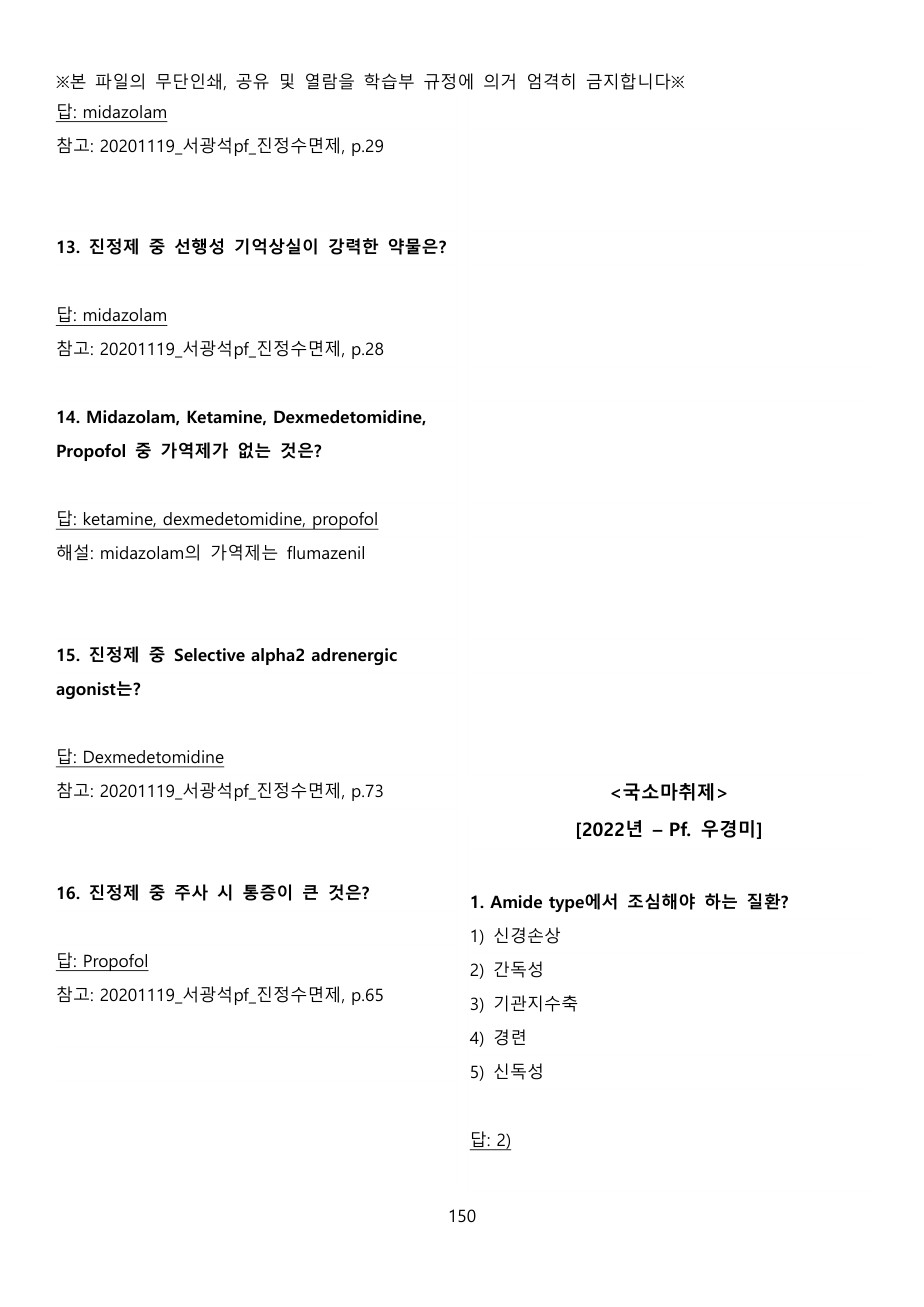 ※본 파일의 무단인쇄, 공유 및 열람을 학습부 규정에 의거 엄격히 금지합니다※
답: midazolam
참고: 20201119_서광석pf_진정수면제, p.29
13. 진정제 중 선행성 기억상실이 강력한 약물은?
답: midazolam
참고: 20201119_서광석pf_진정수면제, p.28
14. Midazolam, Ketamine, Dexmedetomidine,
Propofol 중 가역제가 없는 것은?
답: ketamine, dexmedetomidine, propofol
해설: midazolam의 가역제는 flumazenil
15. 진정제 중 Selective alpha2 adrenergic
agonist는?
답: Dexmedetomidine
참고: 20201119_서광석pf_진정수면제, p.73
16. 진정제 중 주사 시 통증이 큰 것은?
답: Propofol
참고: 20201119_서광석pf_진정수면제, p.65
<국소마취제>
[2022년 – Pf. 우경미]
1. Amide type에서 조심해야 하는 질환?
1) 신경손상
2) 간독성
3) 기관지수축
4) 경련
5) 신독성
답: 2)
150